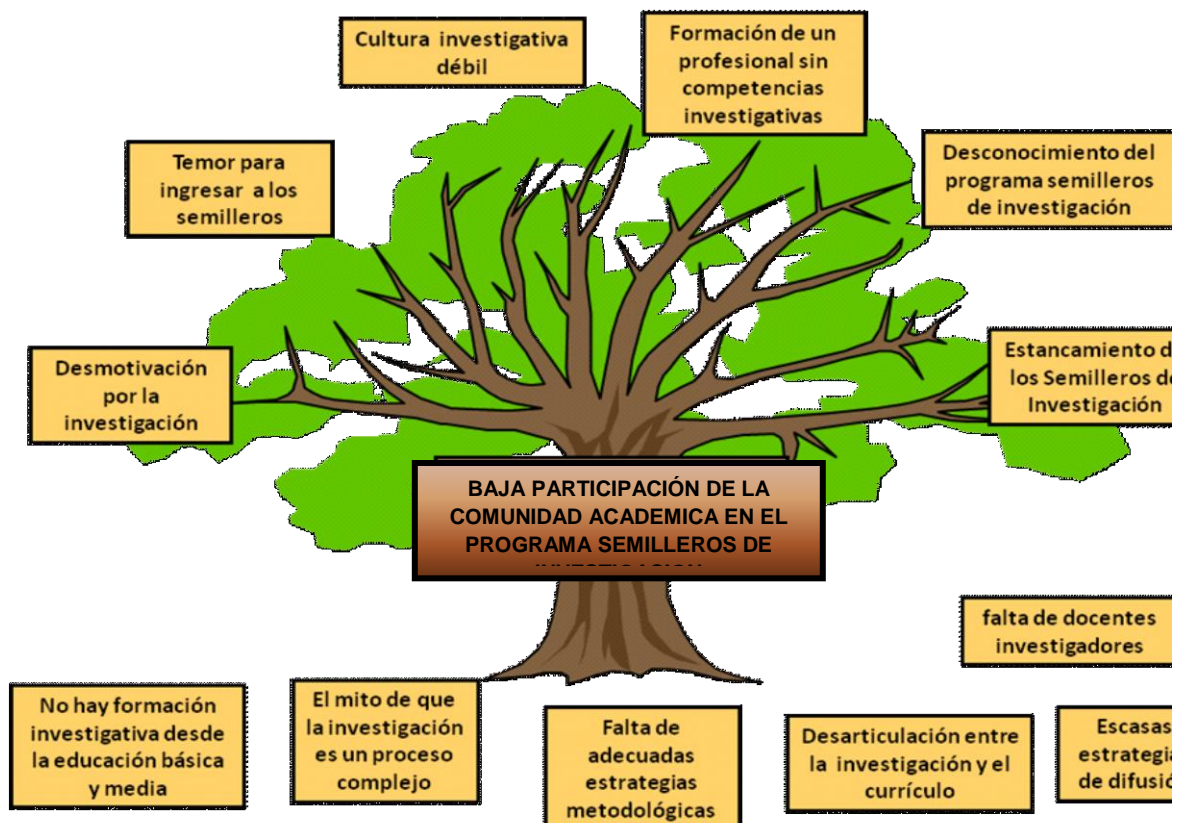 Cultura investigativa
débil
Formación de un
profesional sin
competencias
investigativas
Temor para
ingresar a los
semilleros
Desconocimiento del
programa semilleros
de investigación
Desmotivación
por la
investigación
Estancamiento d
los Semilleros de
Investigación
BAJA PARTICIPACIÓN DE LA
COMUNIDAD ACADEMICA EN EL
PROGRAMA SEMILLEROS DE
falta de docentes
investigadores
No hay formación
investigativa desde
la educación básica
y media
El mito de que
la investigación
es un proceso
complejo
Falta de
adecuadas
estrategias
metodológicas
Desarticulación entre
la investigación y el
currículo
Escasas
estrategia
de difusió